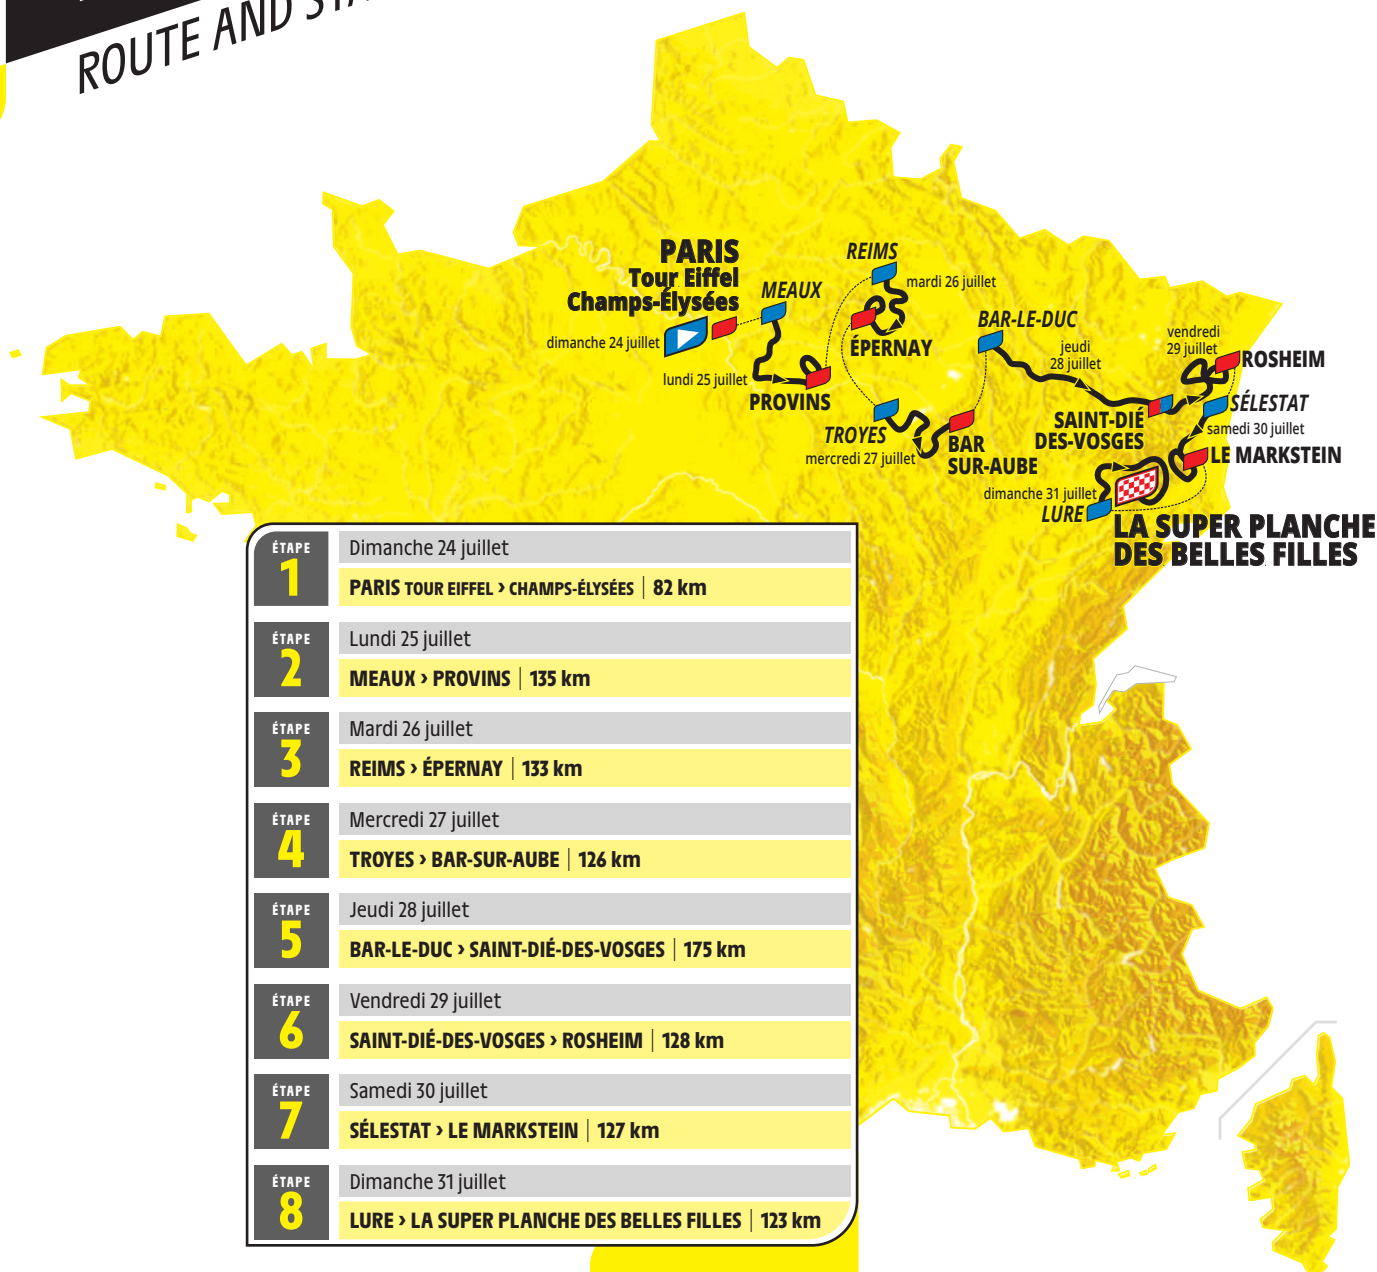 ROUTE AND
PARIS
Tour Eiffel
Champs-Élysées
dimanche 24 juillet
MEAUX
lundi 25 juillet
PROVINS
REIMS
mardi 26 juillet
ÉPERNAY
TROYES
mercredi 27 juillet
BAR
SUR-AUBE
BAR-LE-DUC
jeudi
28 juillet
SAINT-DIÉ
DES-VOSGES
vendredi
29 juillet
ROSHEIM
SÉLESTAT
samedi 30 juillet
LE MARKSTEIN
dimanche 31 juillet
LURE
LA SUPER PLANCHE
DES BELLES FILLES
ÉTAPE
1
Dimanche 24 juillet
PARIS TOUR EIFFEL › CHAMPS-ÉLYSÉES | 82 km
ÉTAPE
2
Lundi 25 juillet
MEAUX › PROVINS | 135 km
ÉTAPE
3
Mardi 26 juillet
REIMS › ÉPERNAY | 133 km
ÉTAPE
4
Mercredi 27 juillet
TROYES › BAR-SUR-AUBE | 126 km
ÉTAPE
5
Jeudi 28 juillet
BAR-LE-DUC › SAINT-DIÉ-DES-VOSGES | 175 km
ÉTAPE
6
Vendredi 29 juillet
SAINT-DIÉ-DES-VOSGES › ROSHEIM | 128 km
ÉTAPE
7
Samedi 30 juillet
SÉLESTAT › LE MARKSTEIN | 127 km
ÉTAPE
8
Dimanche 31 juillet
LURE › LA SUPER PLANCHE DES BELLES FILLES | 123 km